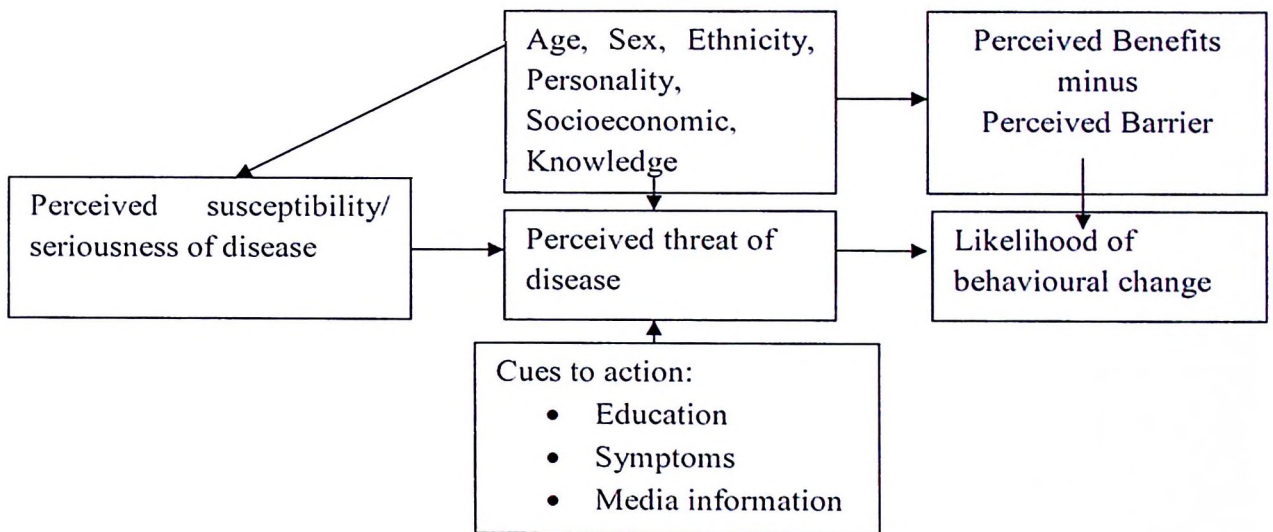 Age, Sex, Ethnicity,
Personality,
Socioeconomic,
Knowledge
Perceived Benefits
minus
Perceived Barrier
Perceived susceptibility/
seriousness of disease
Perceived threat of
disease
Likelihood of
behavioural change
Cues to action:
• Education
• Symptoms
• Media information